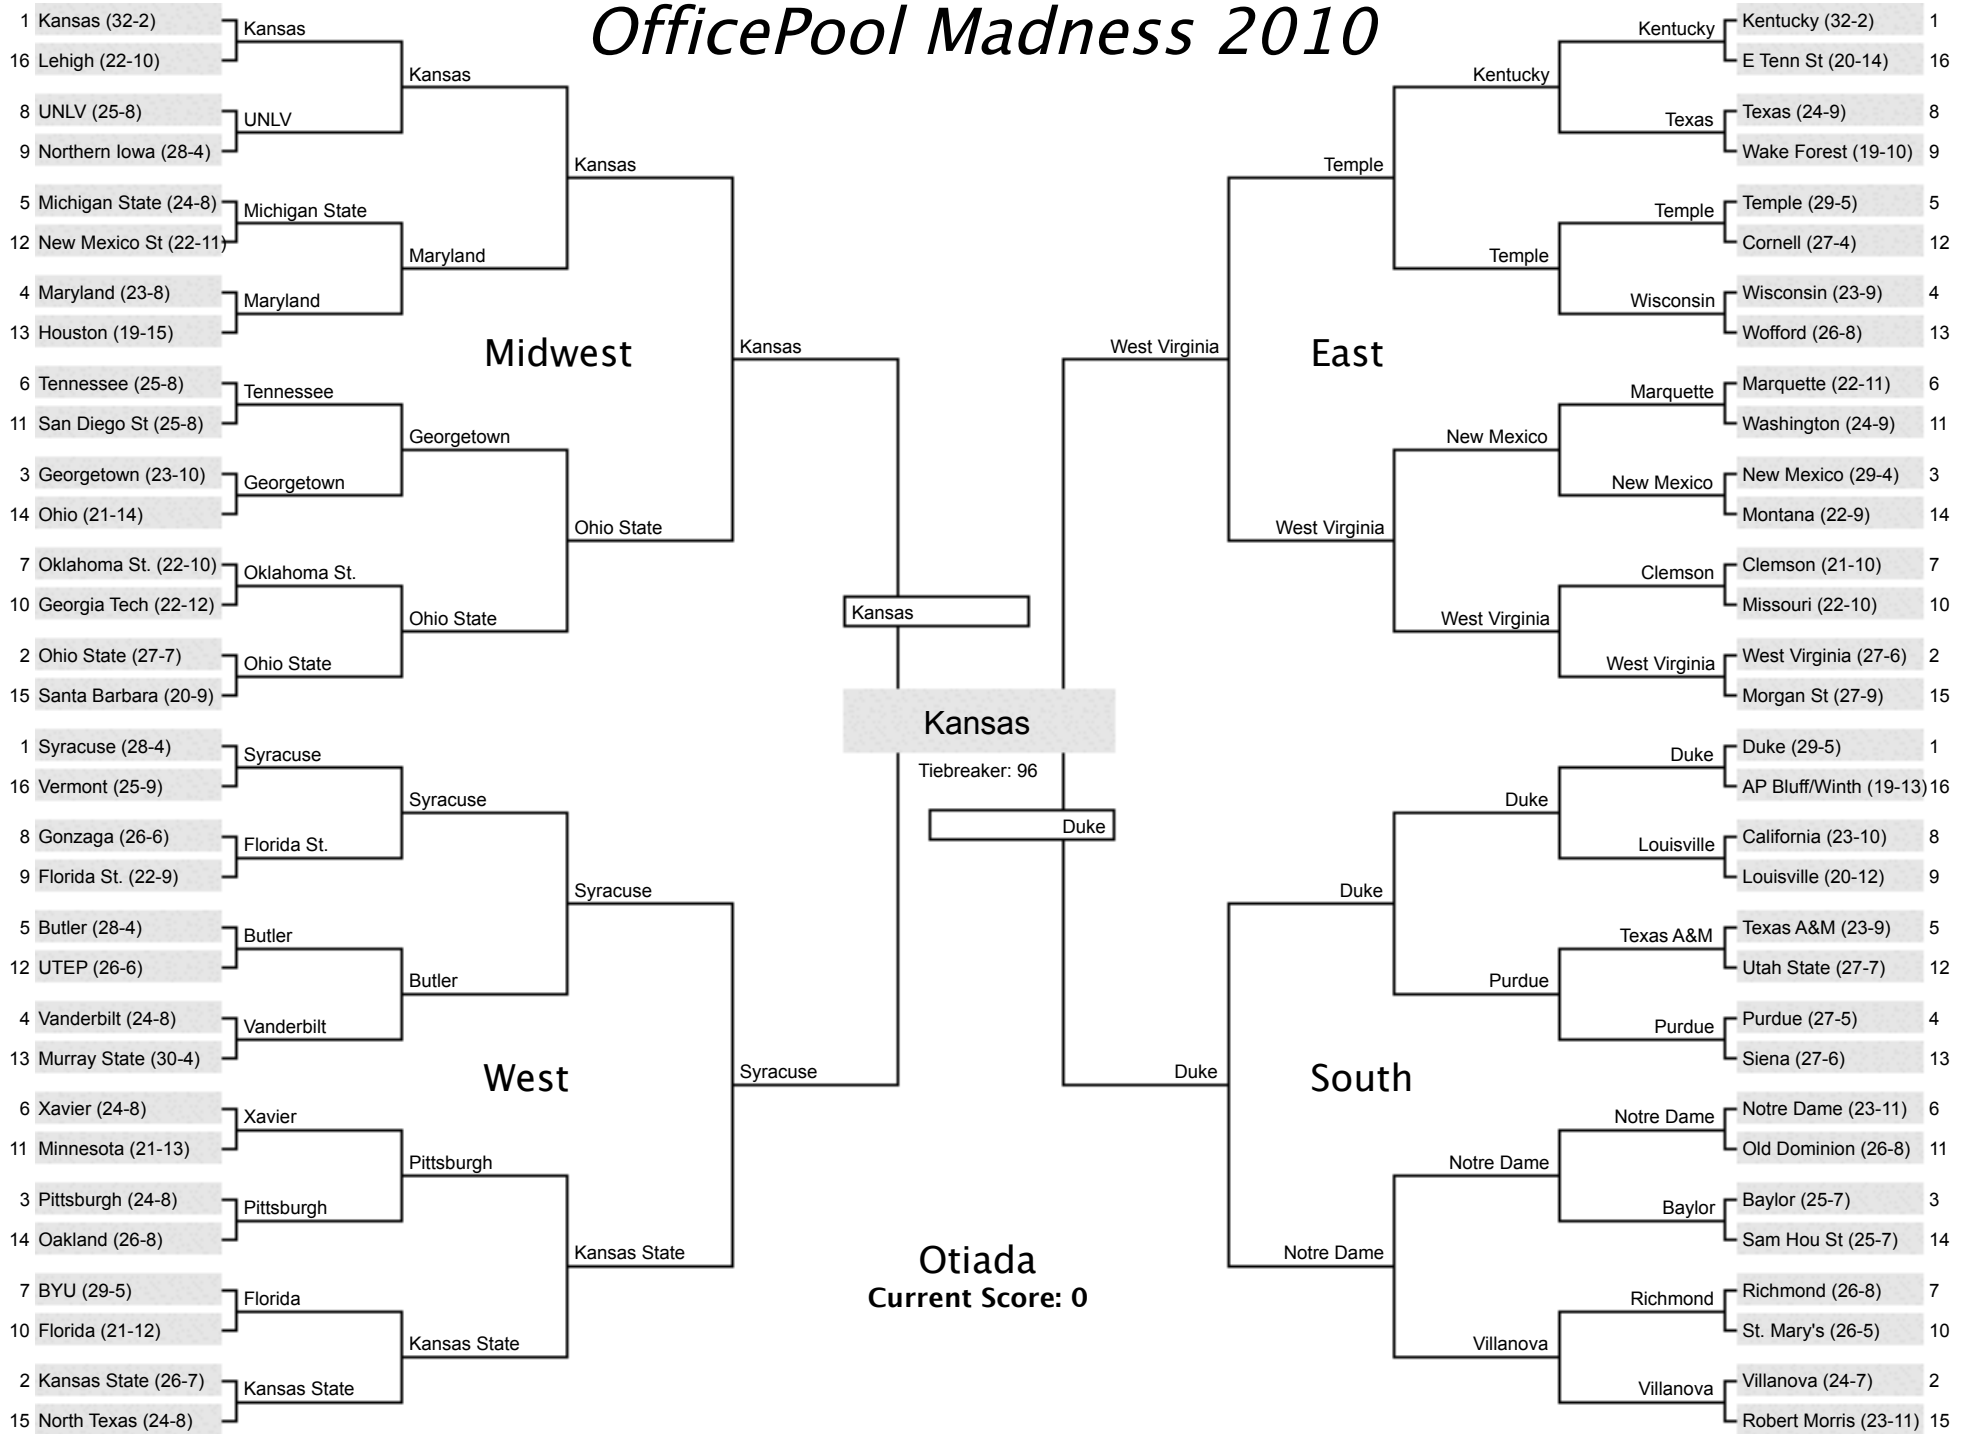 OfficePool Madness 2010
1 Kansas (32-2)
16 Lehigh (22-10)
8 UNLV (25-8)
9 Northern Iowa (28-4)
5 Michigan State (24-8)
12 New Mexico St (22-11)
4 Maryland (23-8)
13 Houston (19-15)
6 Tennessee (25-8)
11 San Diego St (25-8)
3 Georgetown (23-10)
14 Ohio (21-14)
7 Oklahoma St. (22-10)
10 Georgia Tech (22-12)
2 Ohio State (27-7)
15 Santa Barbara (20-9)
Kansas
UNLV
Michigan State
Maryland
Tennessee
Georgetown
Oklahoma St.
Ohio State
Kansas
Maryland
Georgetown
Ohio State
Kansas
Ohio State
Midwest
Kansas
1 Syracuse (28-4)
16 Vermont (25-9)
8 Gonzaga (26-6)
9 Florida St. (22-9)
5 Butler (28-4)
12 UTEP (26-6)
4 Vanderbilt (24-8)
13 Murray State (30-4)
6 Xavier (24-8)
11 Minnesota (21-13)
3 Pittsburgh (24-8)
14 Oakland (26-8)
7 BYU (29-5)
10 Florida (21-12)
2 Kansas State (26-7)
15 North Texas (24-8)
Syracuse
Florida St.
Butler
Vanderbilt
Xavier
Pittsburgh
Florida
Kansas State
Syracuse
Butler
Pittsburgh
Kansas State
Syracuse
Kansas State
West
Syracuse
Kansas
Kansas
Tiebreaker: 96
Duke
Otiada
Current Score: 0
Kentucky (32-2) 1
E Tenn St (20-14) 16
Texas (24-9) 8
Wake Forest (19-10) 9
Temple (29-5) 5
Cornell (27-4) 12
Wisconsin (23-9) 4
Wofford (26-8) 13
Marquette (22-11) 6
Washington (24-9) 11
New Mexico (29-4) 3
Montana (22-9) 14
Clemson (21-10) 7
Missouri (22-10) 10
West Virginia (27-6) 2
Morgan St (27-9) 15
Kentucky
Texas
Temple
Wisconsin
Marquette
New Mexico
Clemson
West Virginia
Kentucky
Temple
New Mexico
West Virginia
Temple
West Virginia
East
West Virginia
Duke (29-5) 1
AP Bluff/Winth (19-13) 16
California (23-10) 8
Louisville (20-12) 9
Texas A&M (23-9) 5
Utah State (27-7) 12
Purdue (27-5) 4
Siena (27-6) 13
Notre Dame (23-11) 6
Old Dominion (26-8) 11
Baylor (25-7) 3
Sam Hou St (25-7) 14
Richmond (26-8) 7
St. Mary's (26-5) 10
Villanova (24-7) 2
Robert Morris (23-11) 15
Duke
Louisville
Texas A&M
Purdue
Notre Dame
Baylor
Richmond
Villanova
Duke
Purdue
Notre Dame
Villanova
Duke
Notre Dame
South
Duke